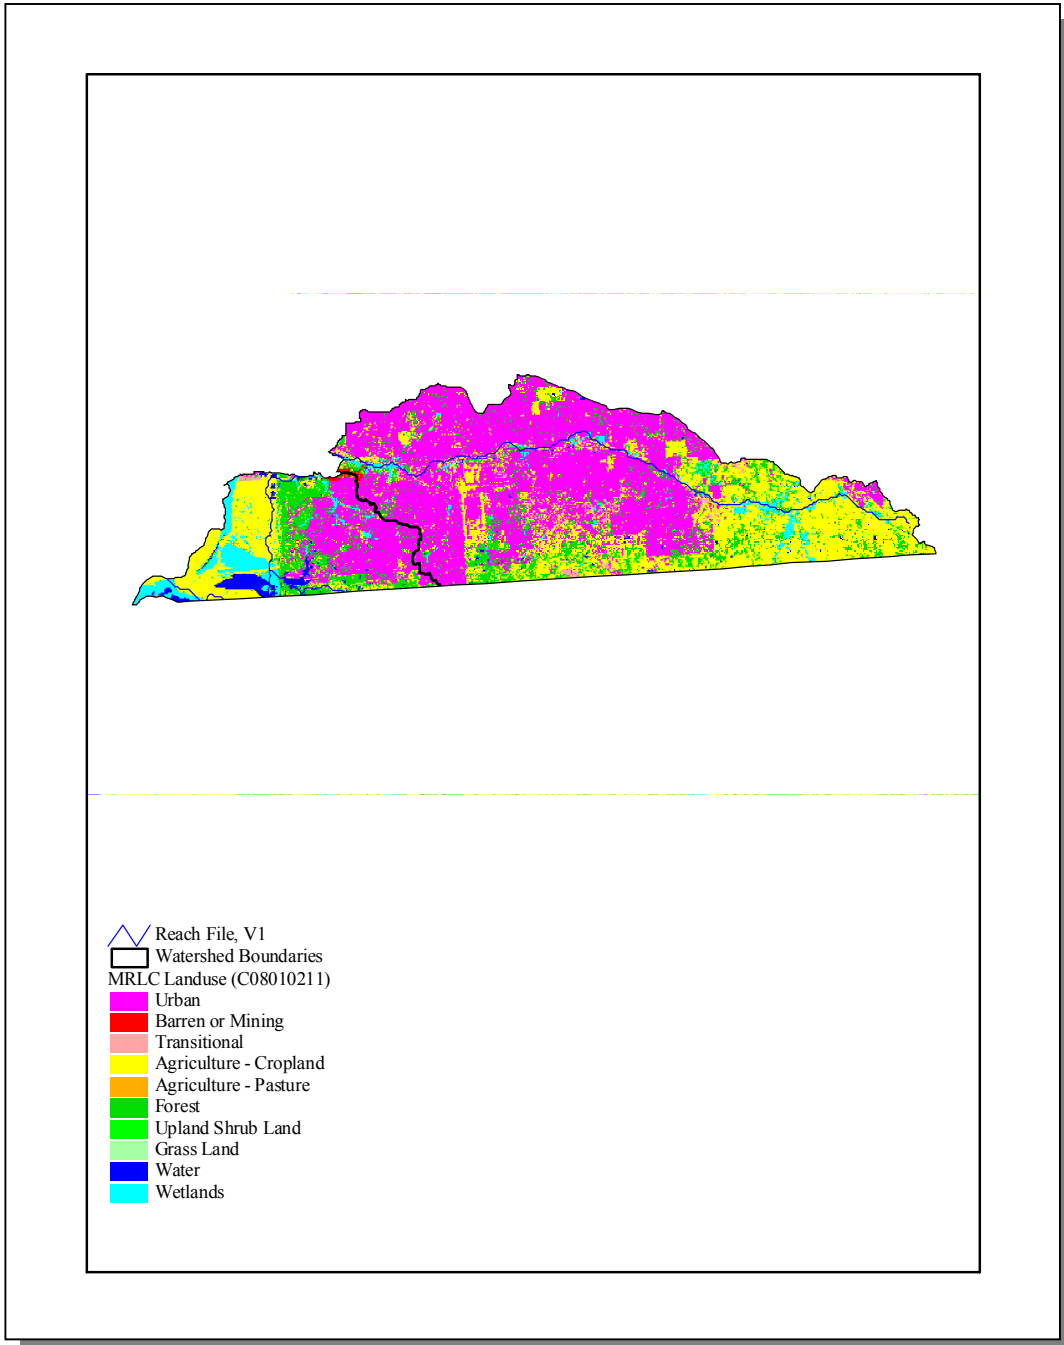 Reach File, V1
Watershed Boundaries
MRLC Landuse (C08010211)
Urban
Barren or Mining
Transitional
Agriculture - Cropland
Agriculture - Pasture
Forest
Upland Shrub Land
Grass Land
Water
Wetlands